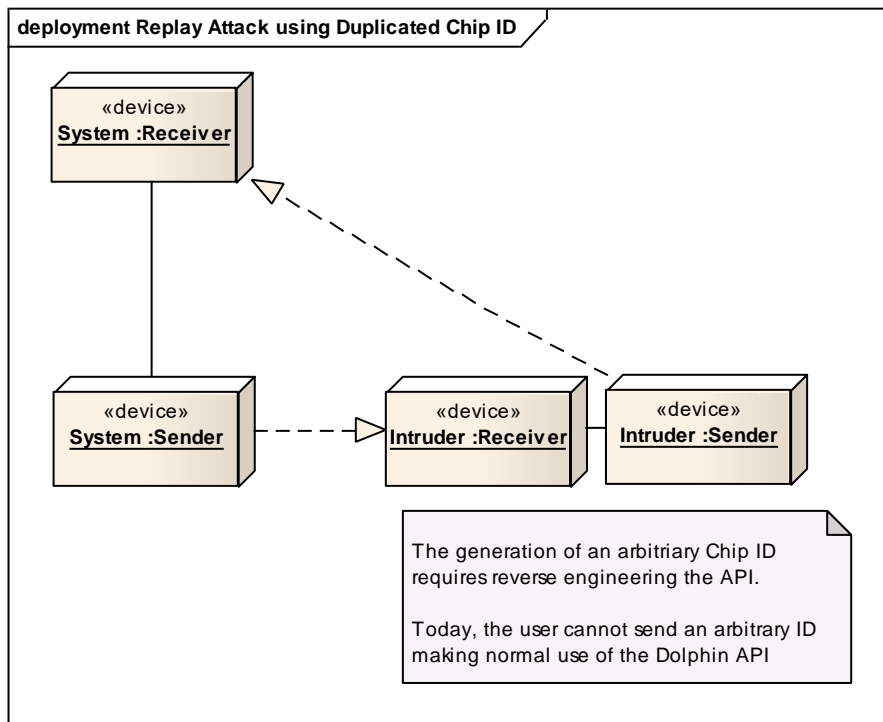 deployment Replay Attack using Duplicated Chip ID
«device»
System :Receiver
«device»
System :Sender
«device»
Intruder :Receiver
«device»
Intruder :Sender
The generation of an arbitriary Chip ID
requires reverse engineering the API.
Today, the user cannot send an arbitrary ID
making normal use of the Dolphin API